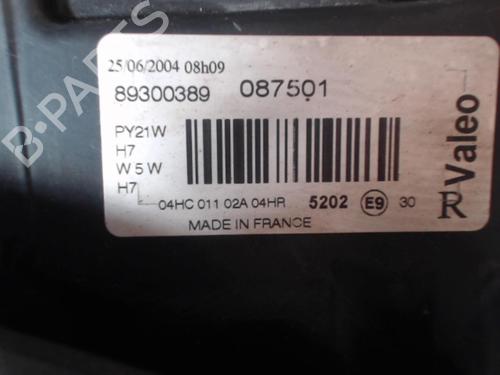 B-PARTS
25/06/2004 08h09
89300389 087501
PY21W
H7
W 5 W
H7
04HC 011 02A 04HR 5202 E9 30
MADE IN FRANCE
Valeo
R